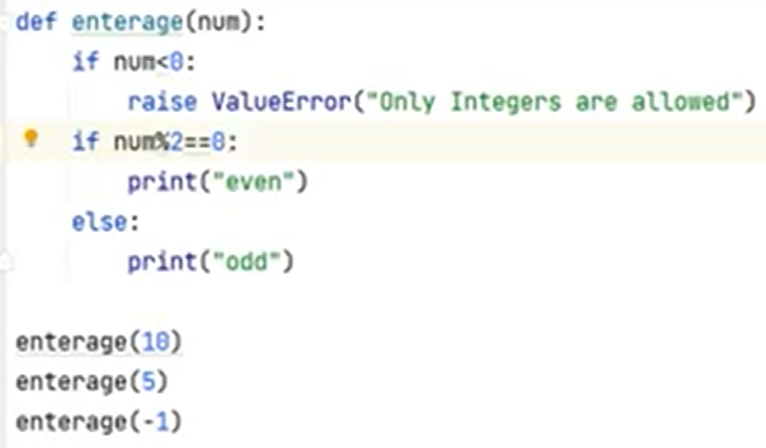 def enterage(num):
    if num<0:
        raise ValueError("Only Integers are allowed")
    if num%2==0:
        print("even")
    else:
        print("odd")

enterage(10)
enterage(5)
enterage(-1)